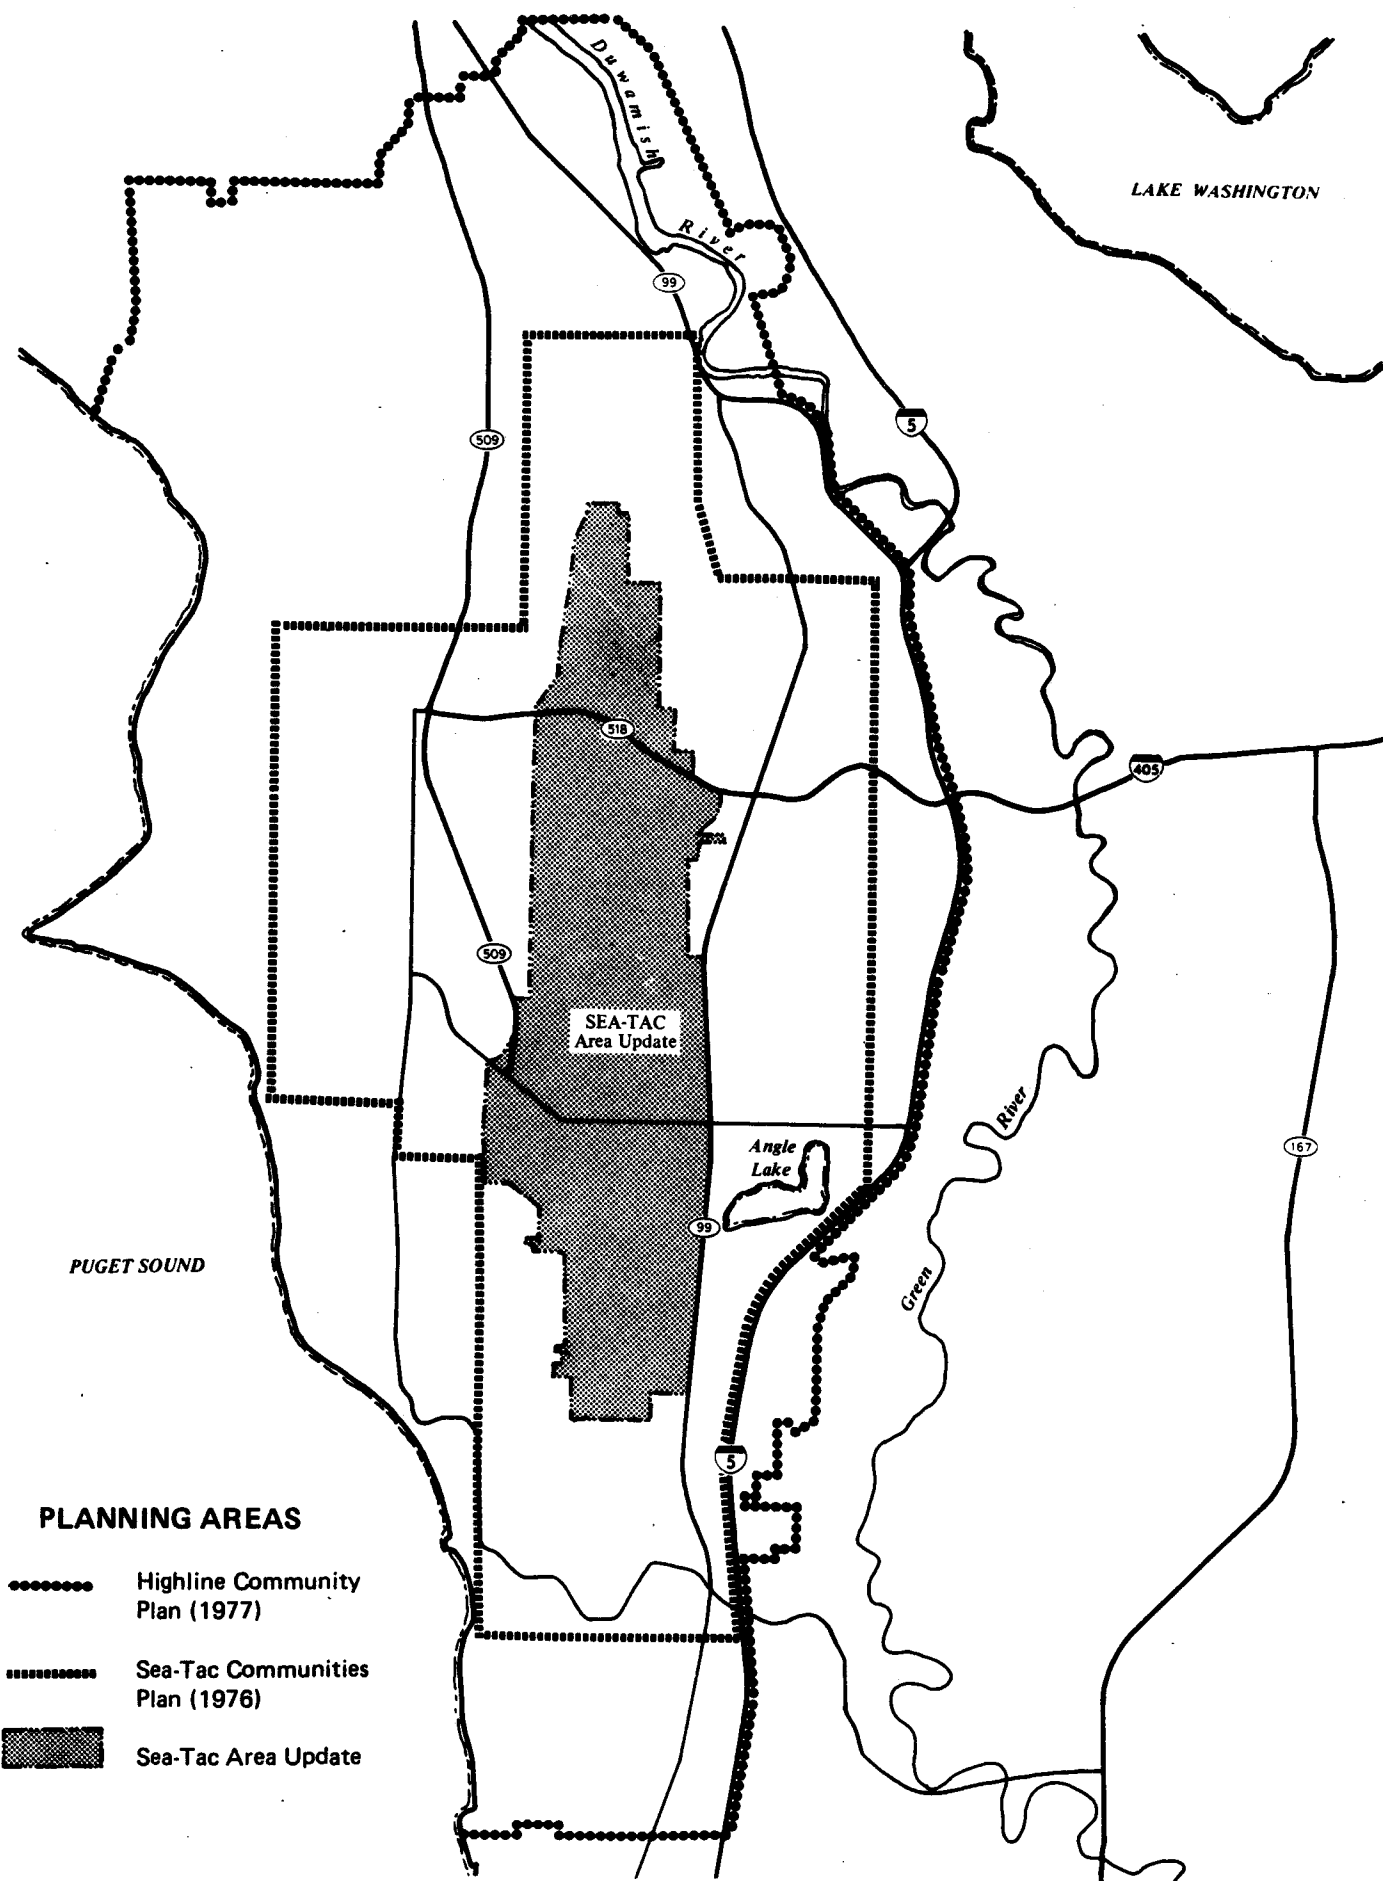 Duwamish
River
LAKE WASHINGTON
99
5
509
518
405
509
SEA-TAC
Area Update
River
Angle
Lake
167
99
PUGET SOUND
Green
5
PLANNING AREAS
Highline Community
Plan (1977)
Sea-Tac Communities
Plan (1976)
Sea-Tac Area Update